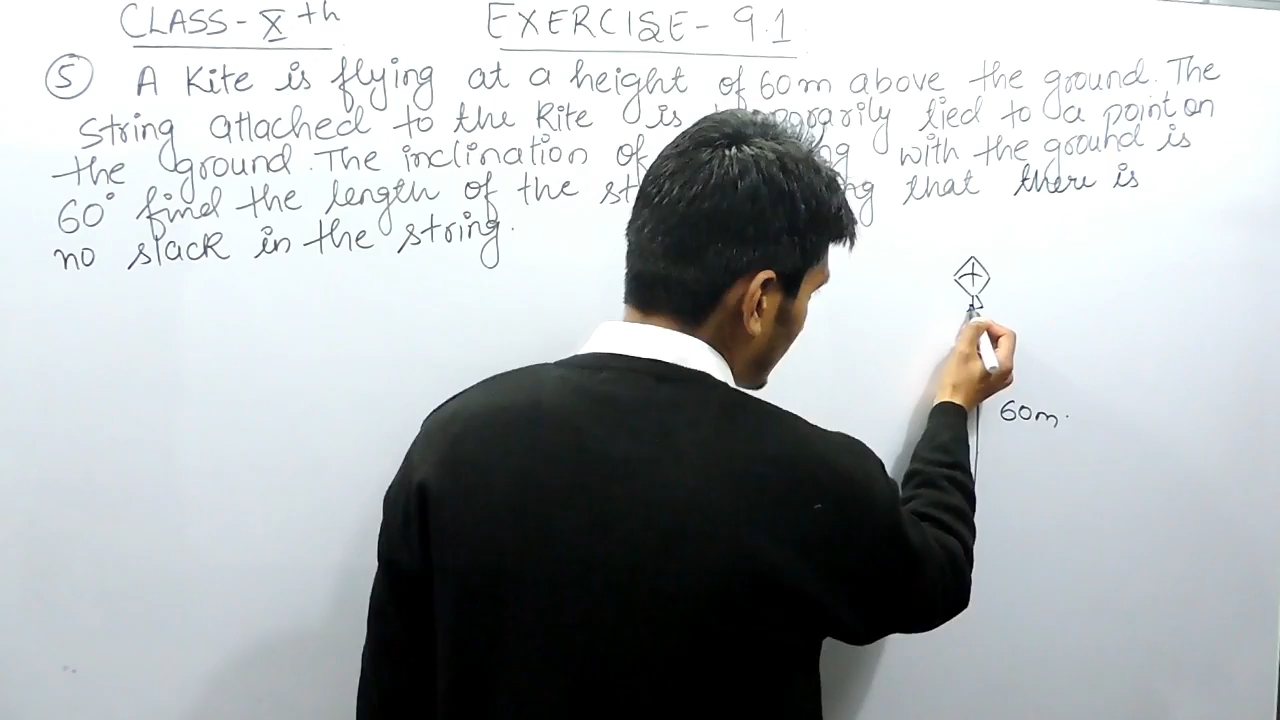 CLASS-Xth EXERCISE-9.1
5 A Kite is flying at a height of 60m above the ground. The
string attached to the Kite is tied to a point on
the ground. The inclination of with the ground is
60° find the length of the that there is
no slack in the string.
60m.